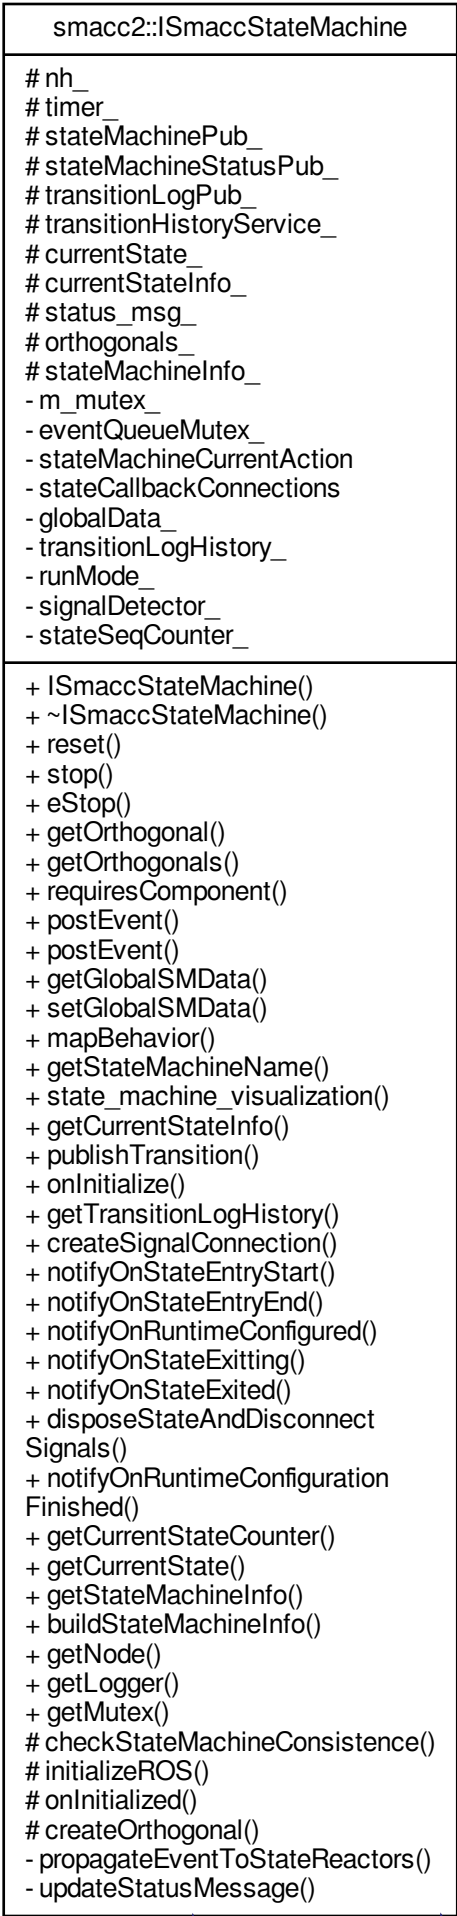 smacc2::ISmaccStateMachine
# nh_
# timer_
# stateMachinePub_
# stateMachineStatusPub_
# transitionLogPub_
# transitionHistoryService_
# currentState_
# currentStateInfo_
# status_msg_
# orthogonals_
# stateMachineInfo_
- m_mutex_
- eventQueueMutex_
- stateMachineCurrentAction
- stateCallbackConnections
- globalData_
- transitionLogHistory_
- runMode_
- signalDetector_
- stateSeqCounter_
+ ISmaccStateMachine()
+ ~ISmaccStateMachine()
+ reset()
+ stop()
+ eStop()
+ getOrthogonal()
+ getOrthogonals()
+ requiresComponent()
+ postEvent()
+ postEvent()
+ getGlobalSMData()
+ setGlobalSMData()
+ mapBehavior()
+ getStateMachineName()
+ state_machine_visualization()
+ getCurrentStateInfo()
+ publishTransition()
+ onInitialize()
+ getTransitionLogHistory()
+ createSignalConnection()
+ notifyOnStateEntryStart()
+ notifyOnStateEntryEnd()
+ notifyOnRuntimeConfigured()
+ notifyOnStateExitting()
+ notifyOnStateExited()
+ disposeStateAndDisconnect
Signals()
+ notifyOnRuntimeConfiguration
Finished()
+ getCurrentStateCounter()
+ getCurrentState()
+ getStateMachineInfo()
+ buildStateMachineInfo()
+ getNode()
+ getLogger()
+ getMutex()
# checkStateMachineConsistence()
# initializeROS()
# onInitialized()
# createOrthogonal()
- propagateEventToStateReactors()
- updateStatusMessage()